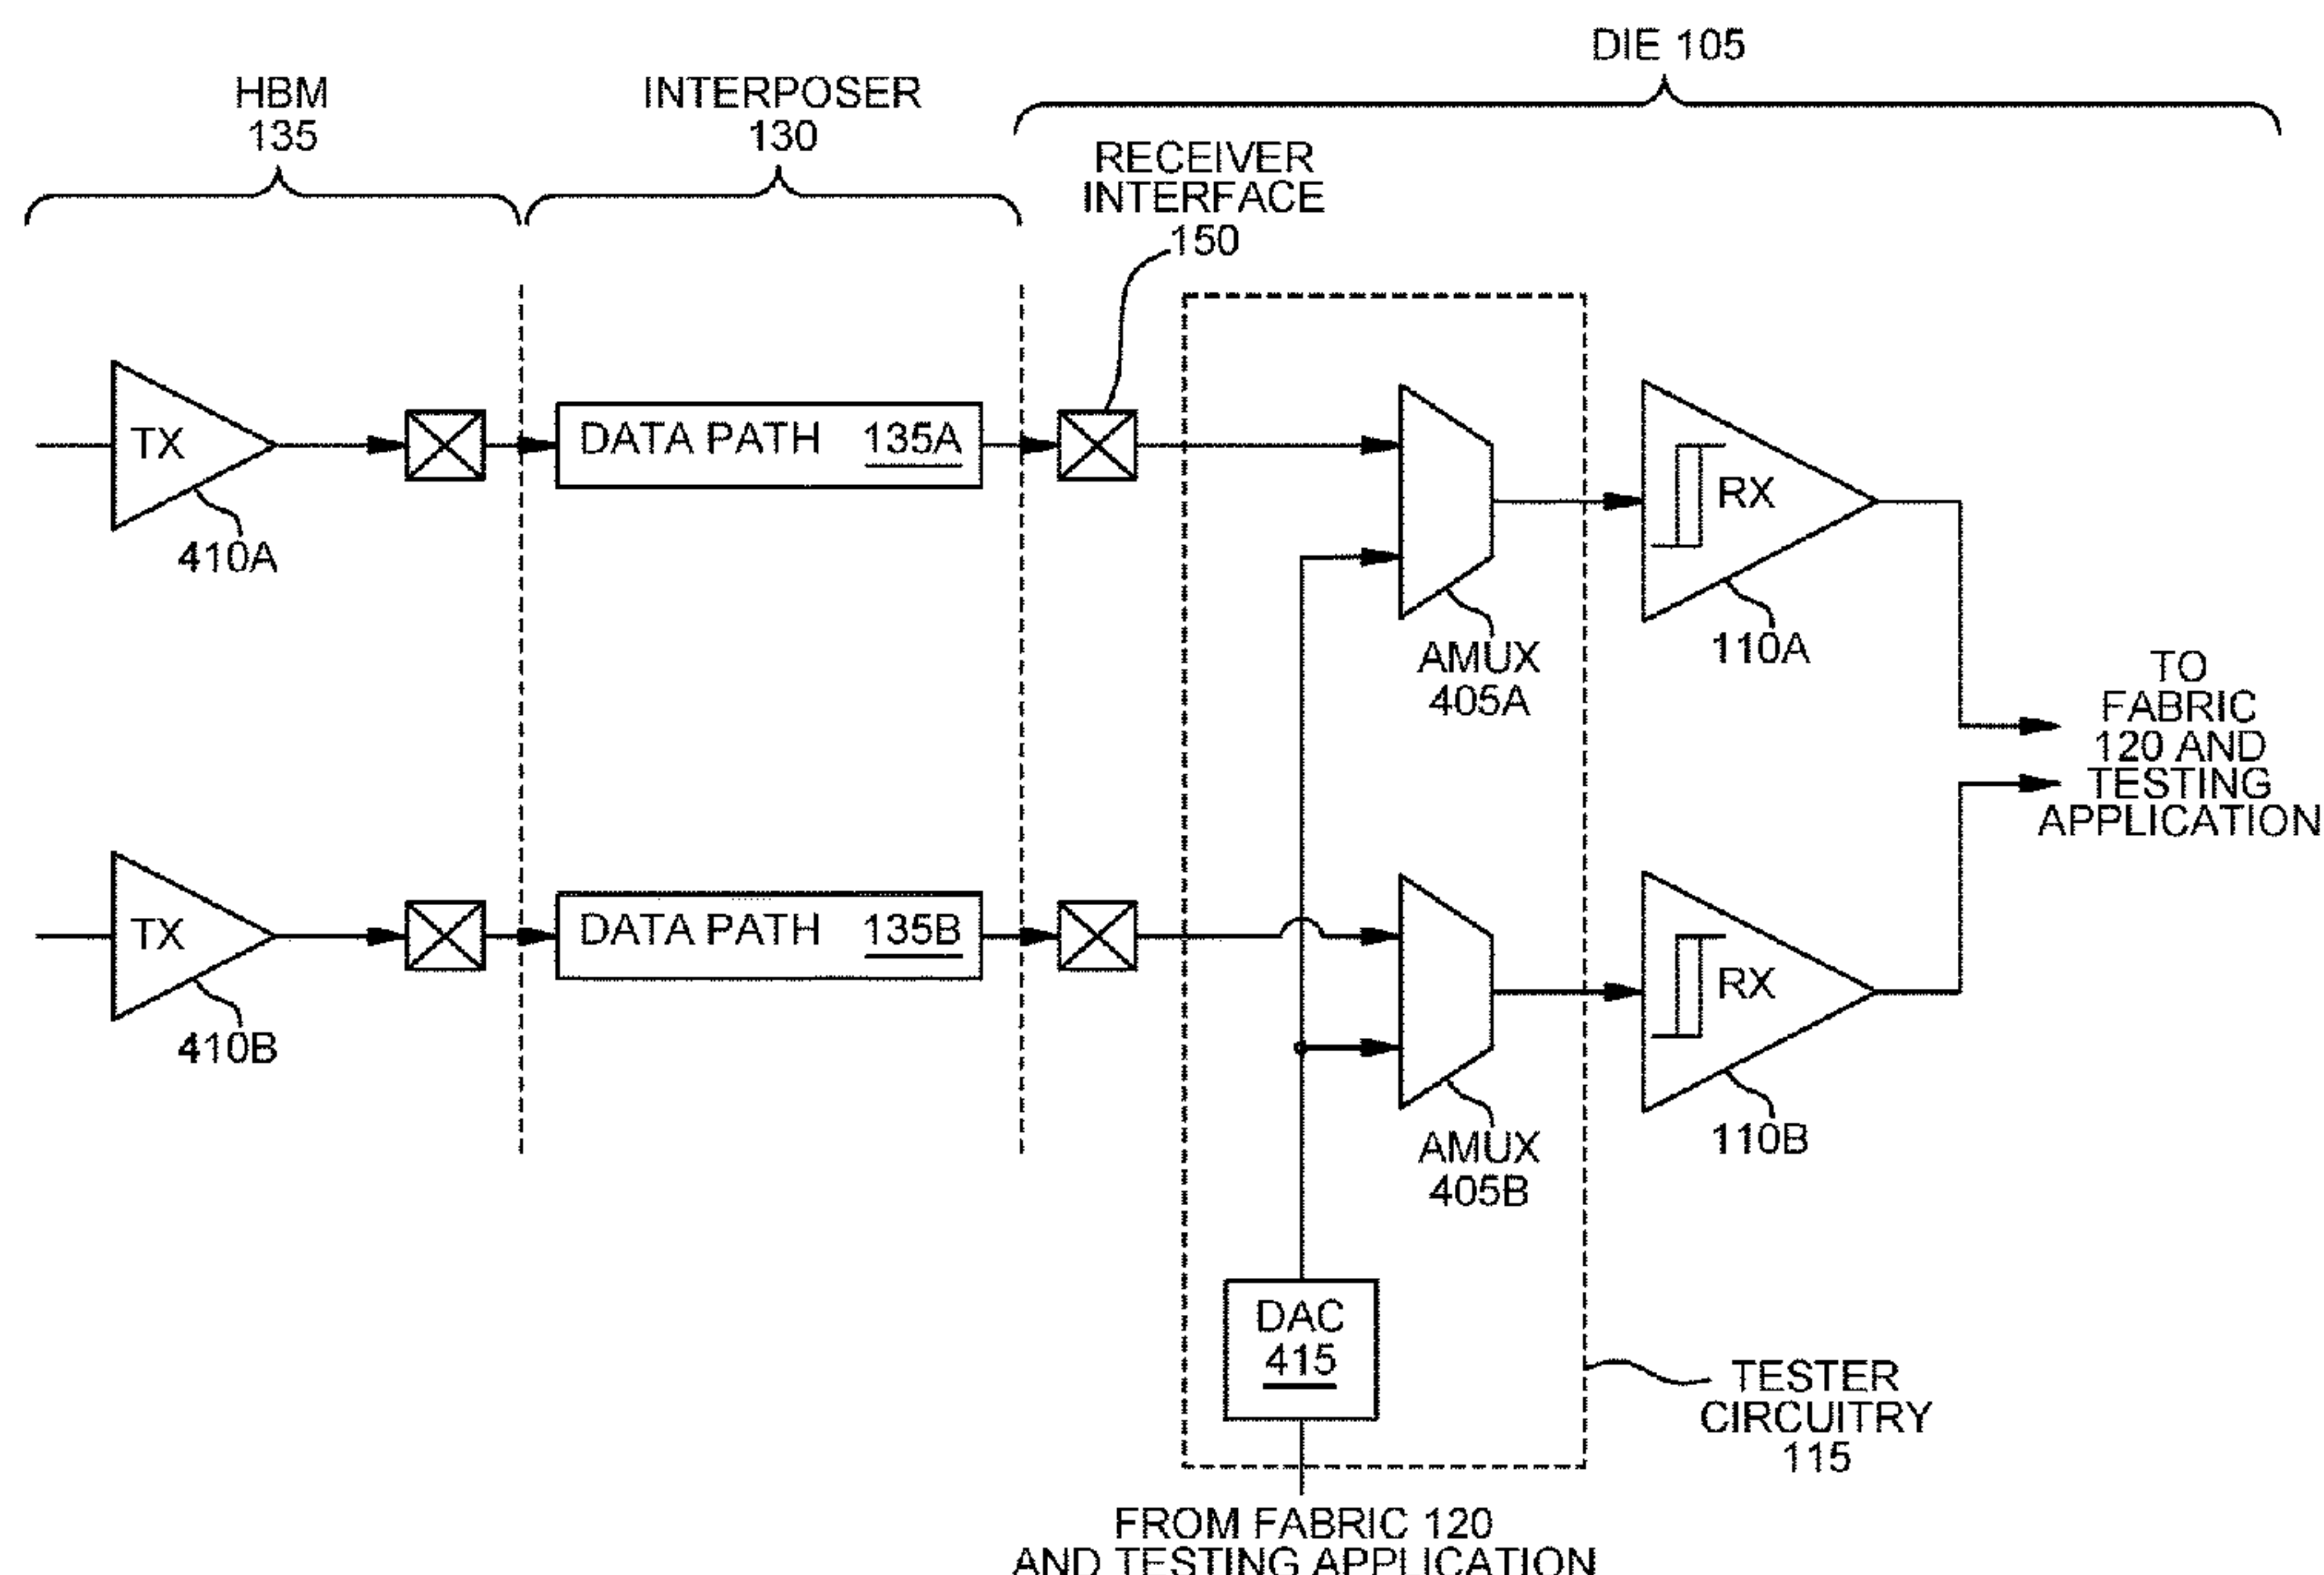 DIE 105
HBM
135
INTERPOSER
130
RECEIVER
INTERFACE
150
TX
410A
DATA PATH 135A
AMUX
405A
RX
110A
TO
FABRIC
120 AND
TESTING
APPLICATION
TX
410B
DATA PATH 135B
AMUX
405B
RX
110B
DAC
415
TESTER
CIRCUITRY
115
FROM FABRIC 120
AND TESTING APPLICATION